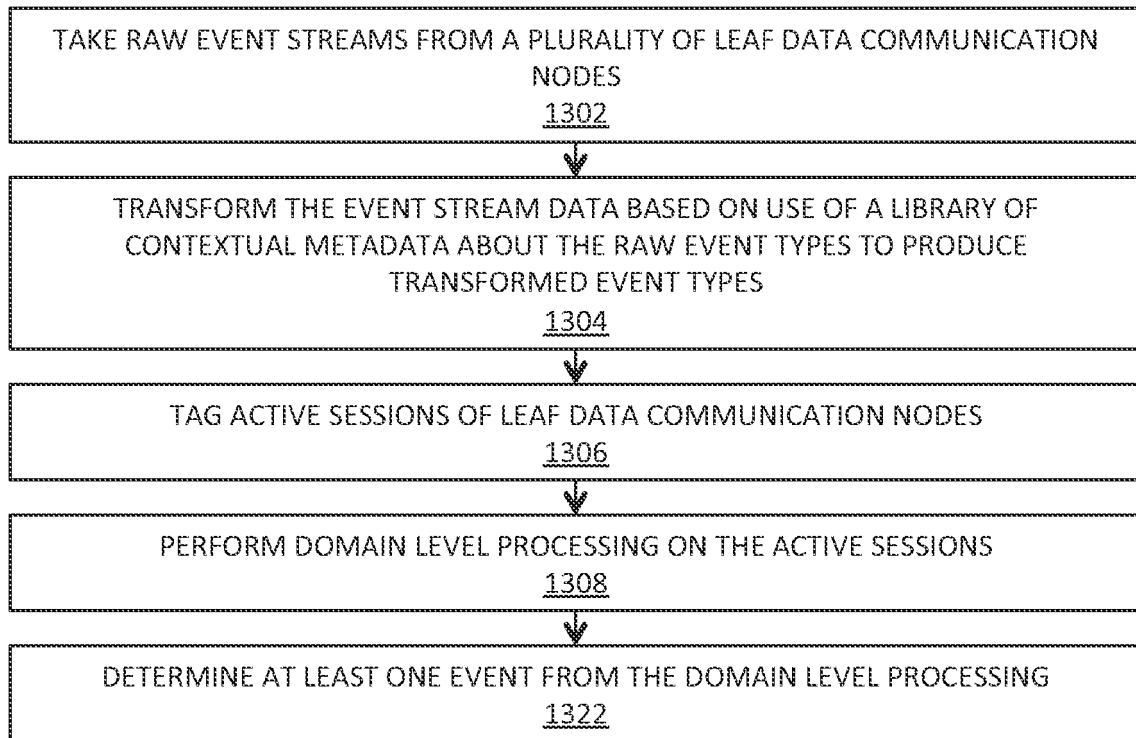 TAKE RAW EVENT STREAMS FROM A PLURALITY OF LEAF DATA COMMUNICATION
NODES
1302
TRANSFORM THE EVENT STREAM DATA BASED ON USE OF A LIBRARY OF
CONTEXTUAL METADATA ABOUT THE RAW EVENT TYPES TO PRODUCE
TRANSFORMED EVENT TYPES
1304
TAG ACTIVE SESSIONS OF LEAF DATA COMMUNICATION NODES
1306
PERFORM DOMAIN LEVEL PROCESSING ON THE ACTIVE SESSIONS
1308
DETERMINE AT LEAST ONE EVENT FROM THE DOMAIN LEVEL PROCESSING
1322